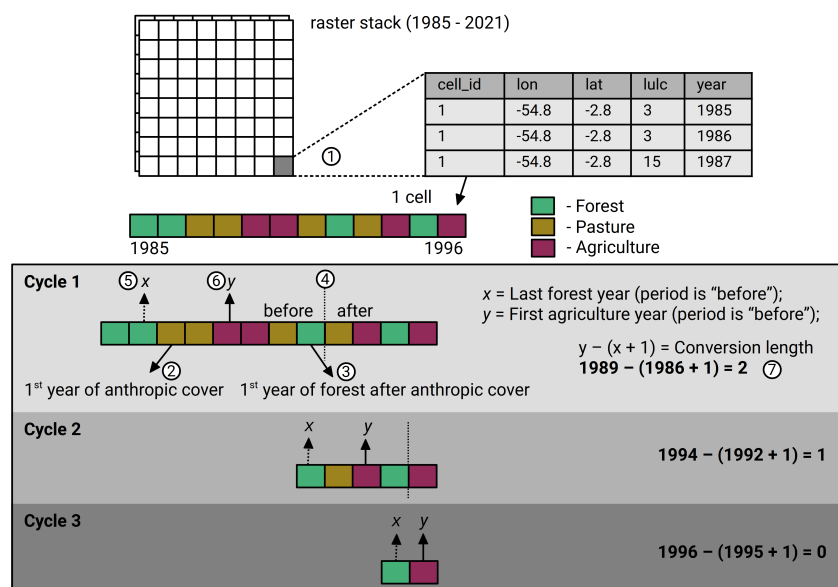 raster stack (1985 - 2021)
cell_id lon lat lulc year
1 -54.8 -2.8 3 1985
1 -54.8 -2.8 3 1986
1 -54.8 -2.8 15 1987
1
1 cell
1985 1996
- Forest
- Pasture
- Agriculture
Cycle 1
5 x
6 y
4
before after
x = Last forest year (period is “before”);
y = First agriculture year (period is “before”);
y – (x + 1) = Conversion length
1989 – (1986 + 1) = 2 7
2
3
1st year of anthropic cover
1st year of forest after anthropic cover
Cycle 2
x y
1994 – (1992 + 1) = 1
Cycle 3
x y
1996 – (1995 + 1) = 0